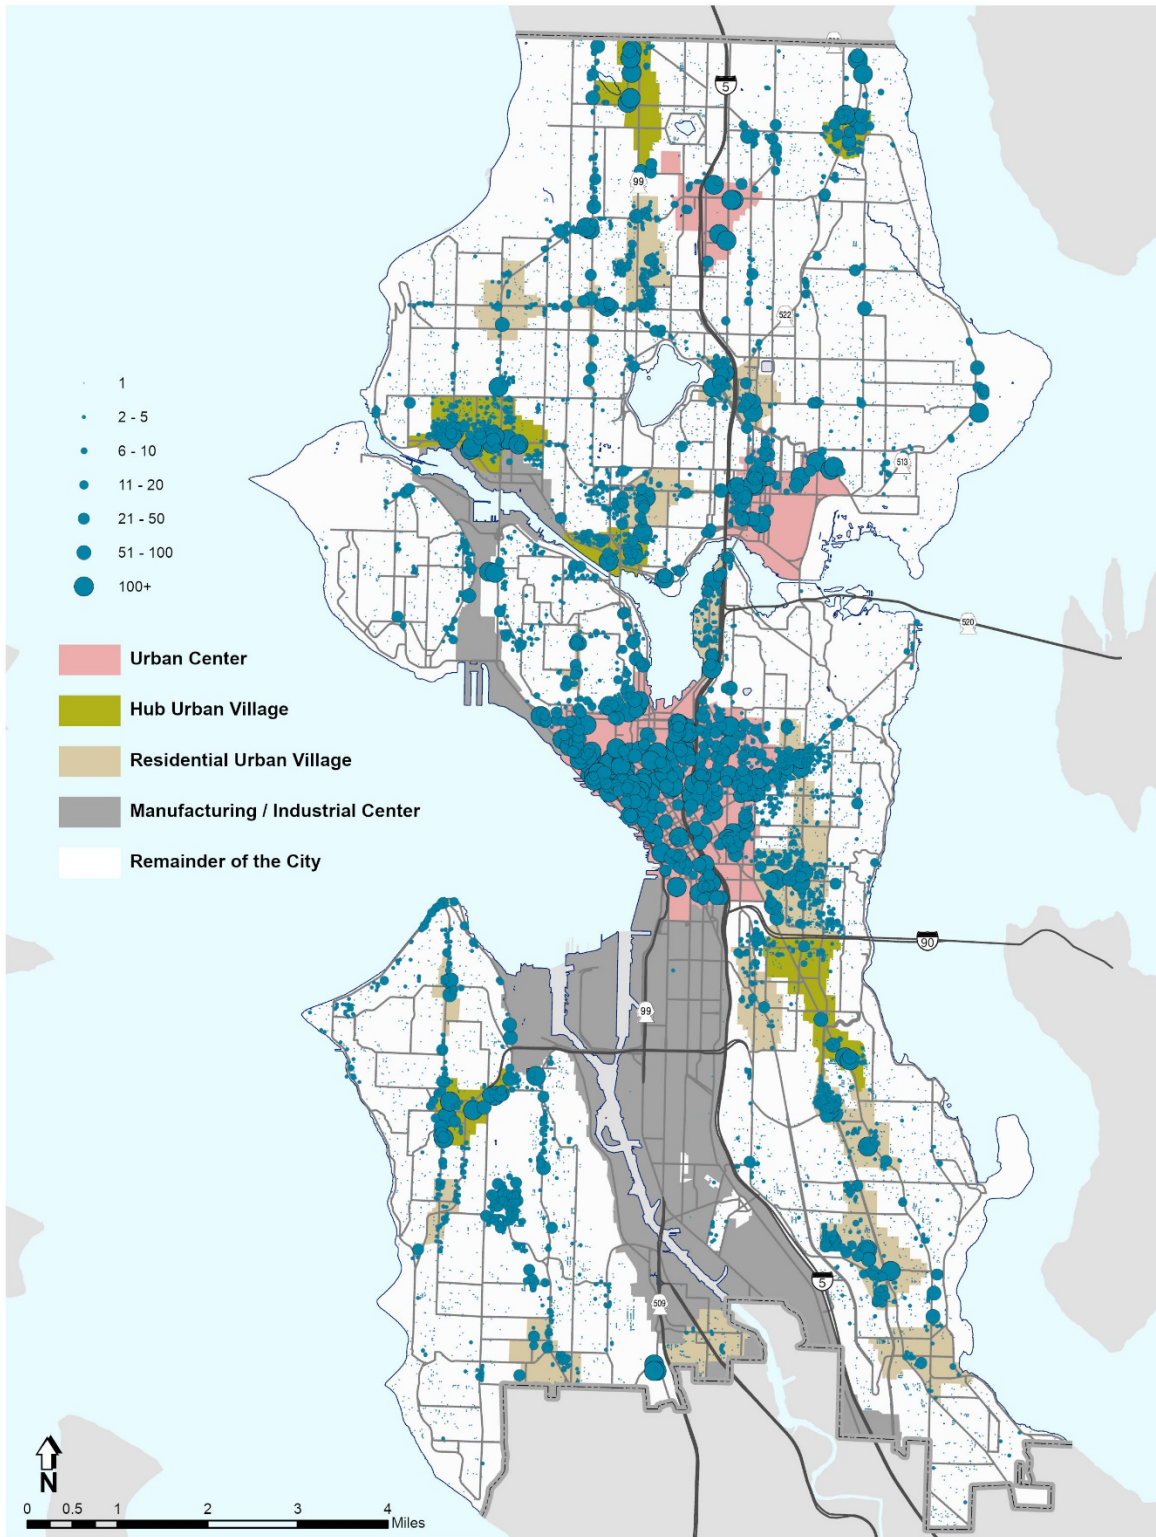 5
99
522
513
1
2 - 5
6 - 10
11 - 20
21 - 50
51 - 100
100+
520
Urban Center
Hub Urban Village
Residential Urban Village
Manufacturing / Industrial Center
Remainder of the City
90
99
5
509
N
0 0.5 1 2 3 4
Miles